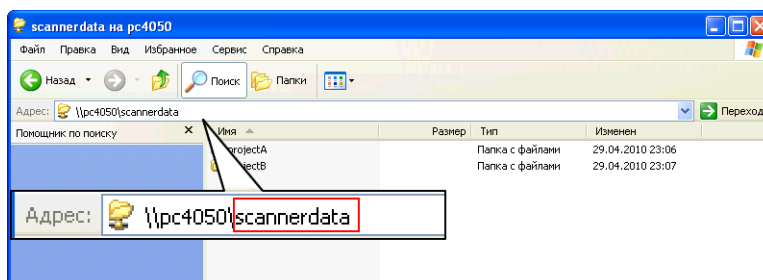 scannerdata на pc4050
Файл Правка Вид Избранное Сервис Справка
Назад Поиск Папки
Адрес: \\pc4050\scannerdata Переход
Помощник по поиску × Имя Размер Тип Изменен
projectA Папка с файлами 29.04.2010 23:06
Папка с файлами 29.04.2010 23:07
Адрес: \\pc4050\scannerdata